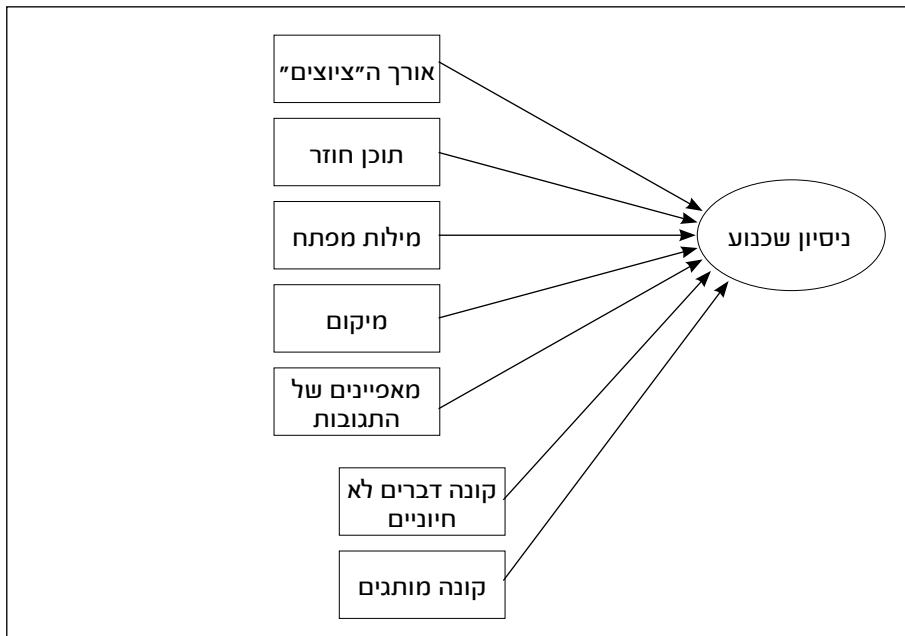 אורך ה"ציוצים"
תוכן חוזר
מילות מפתח
ניסיון שכנוע
מיקום
מאפיינים של
התגובות
קונה דברים לא
חיוניים
קונה מותגים